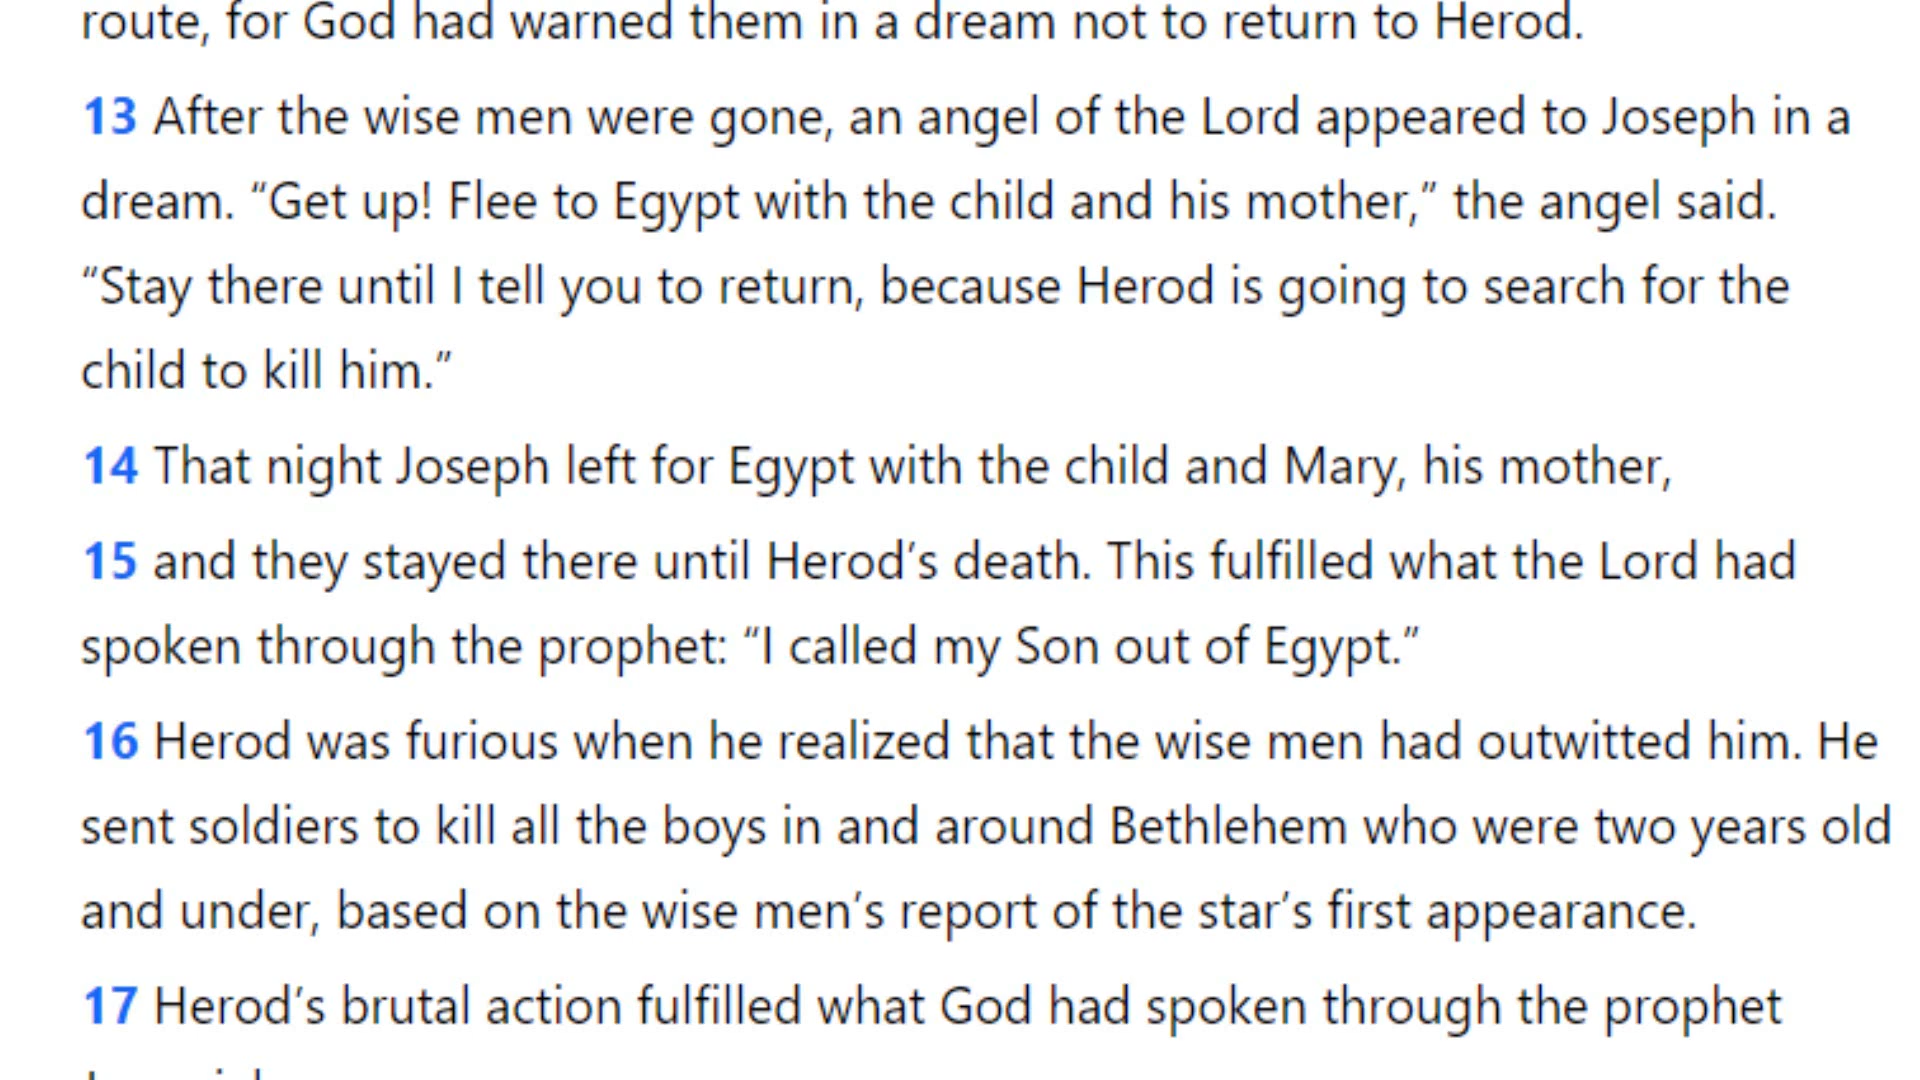 route, for God had warned them in a dream not to return to Herod.
13 After the wise men were gone, an angel of the Lord appeared to Joseph in a
dream. “Get up! Flee to Egypt with the child and his mother,” the angel said.
“Stay there until I tell you to return, because Herod is going to search for the
child to kill him.”
14 That night Joseph left for Egypt with the child and Mary, his mother,
15 and they stayed there until Herod’s death. This fulfilled what the Lord had
spoken through the prophet: “I called my Son out of Egypt.”
16 Herod was furious when he realized that the wise men had outwitted him. He
sent soldiers to kill all the boys in and around Bethlehem who were two years old
and under, based on the wise men’s report of the star’s first appearance.
17 Herod’s brutal action fulfilled what God had spoken through the prophet